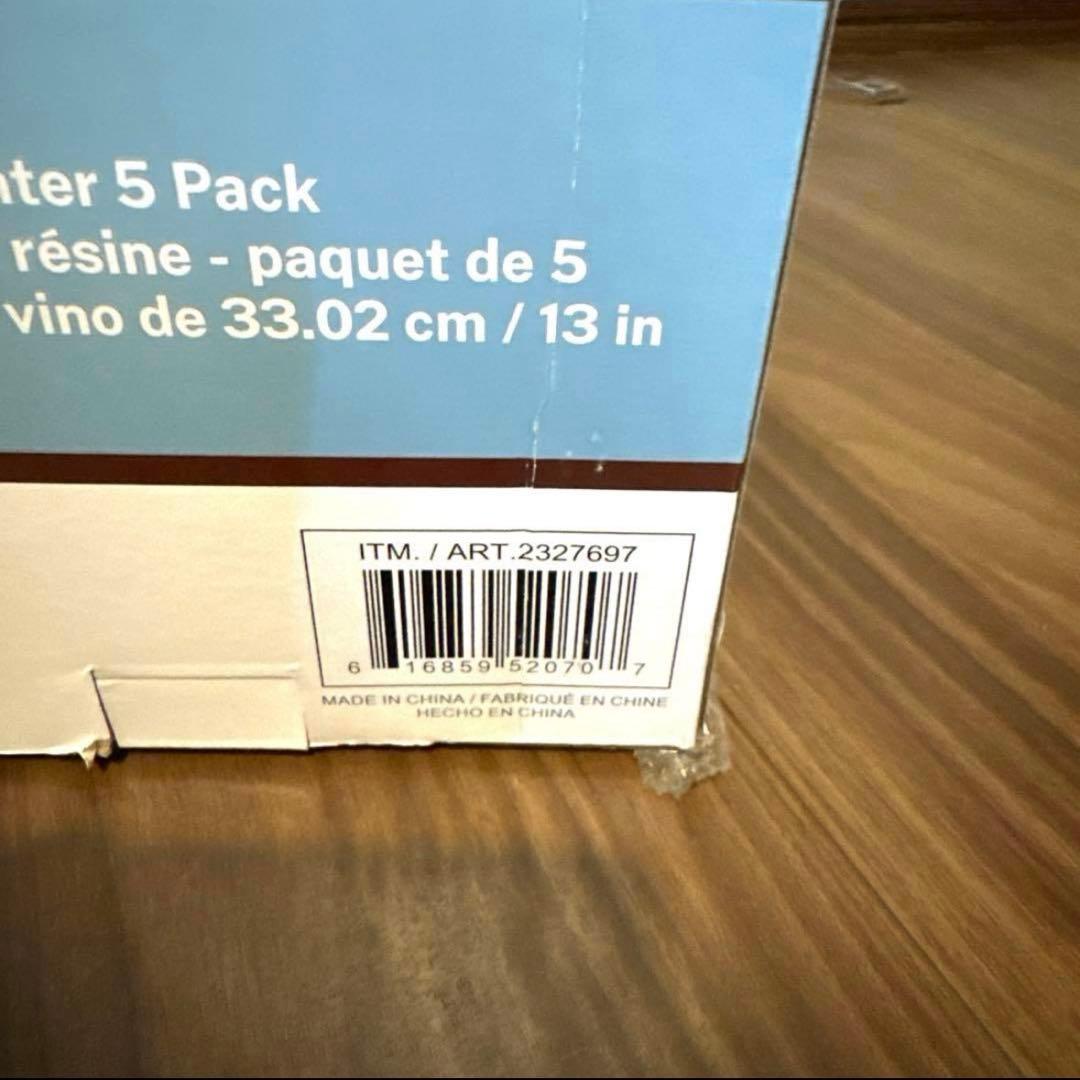 5 Pack
résine - paquet de 5
vino de 33.02 cm / 13 in
ITM. / ART.2327697
6 16859 52070 7
MADE IN CHINA / FABRIQUÉ EN CHINE
HECHO EN CHINA